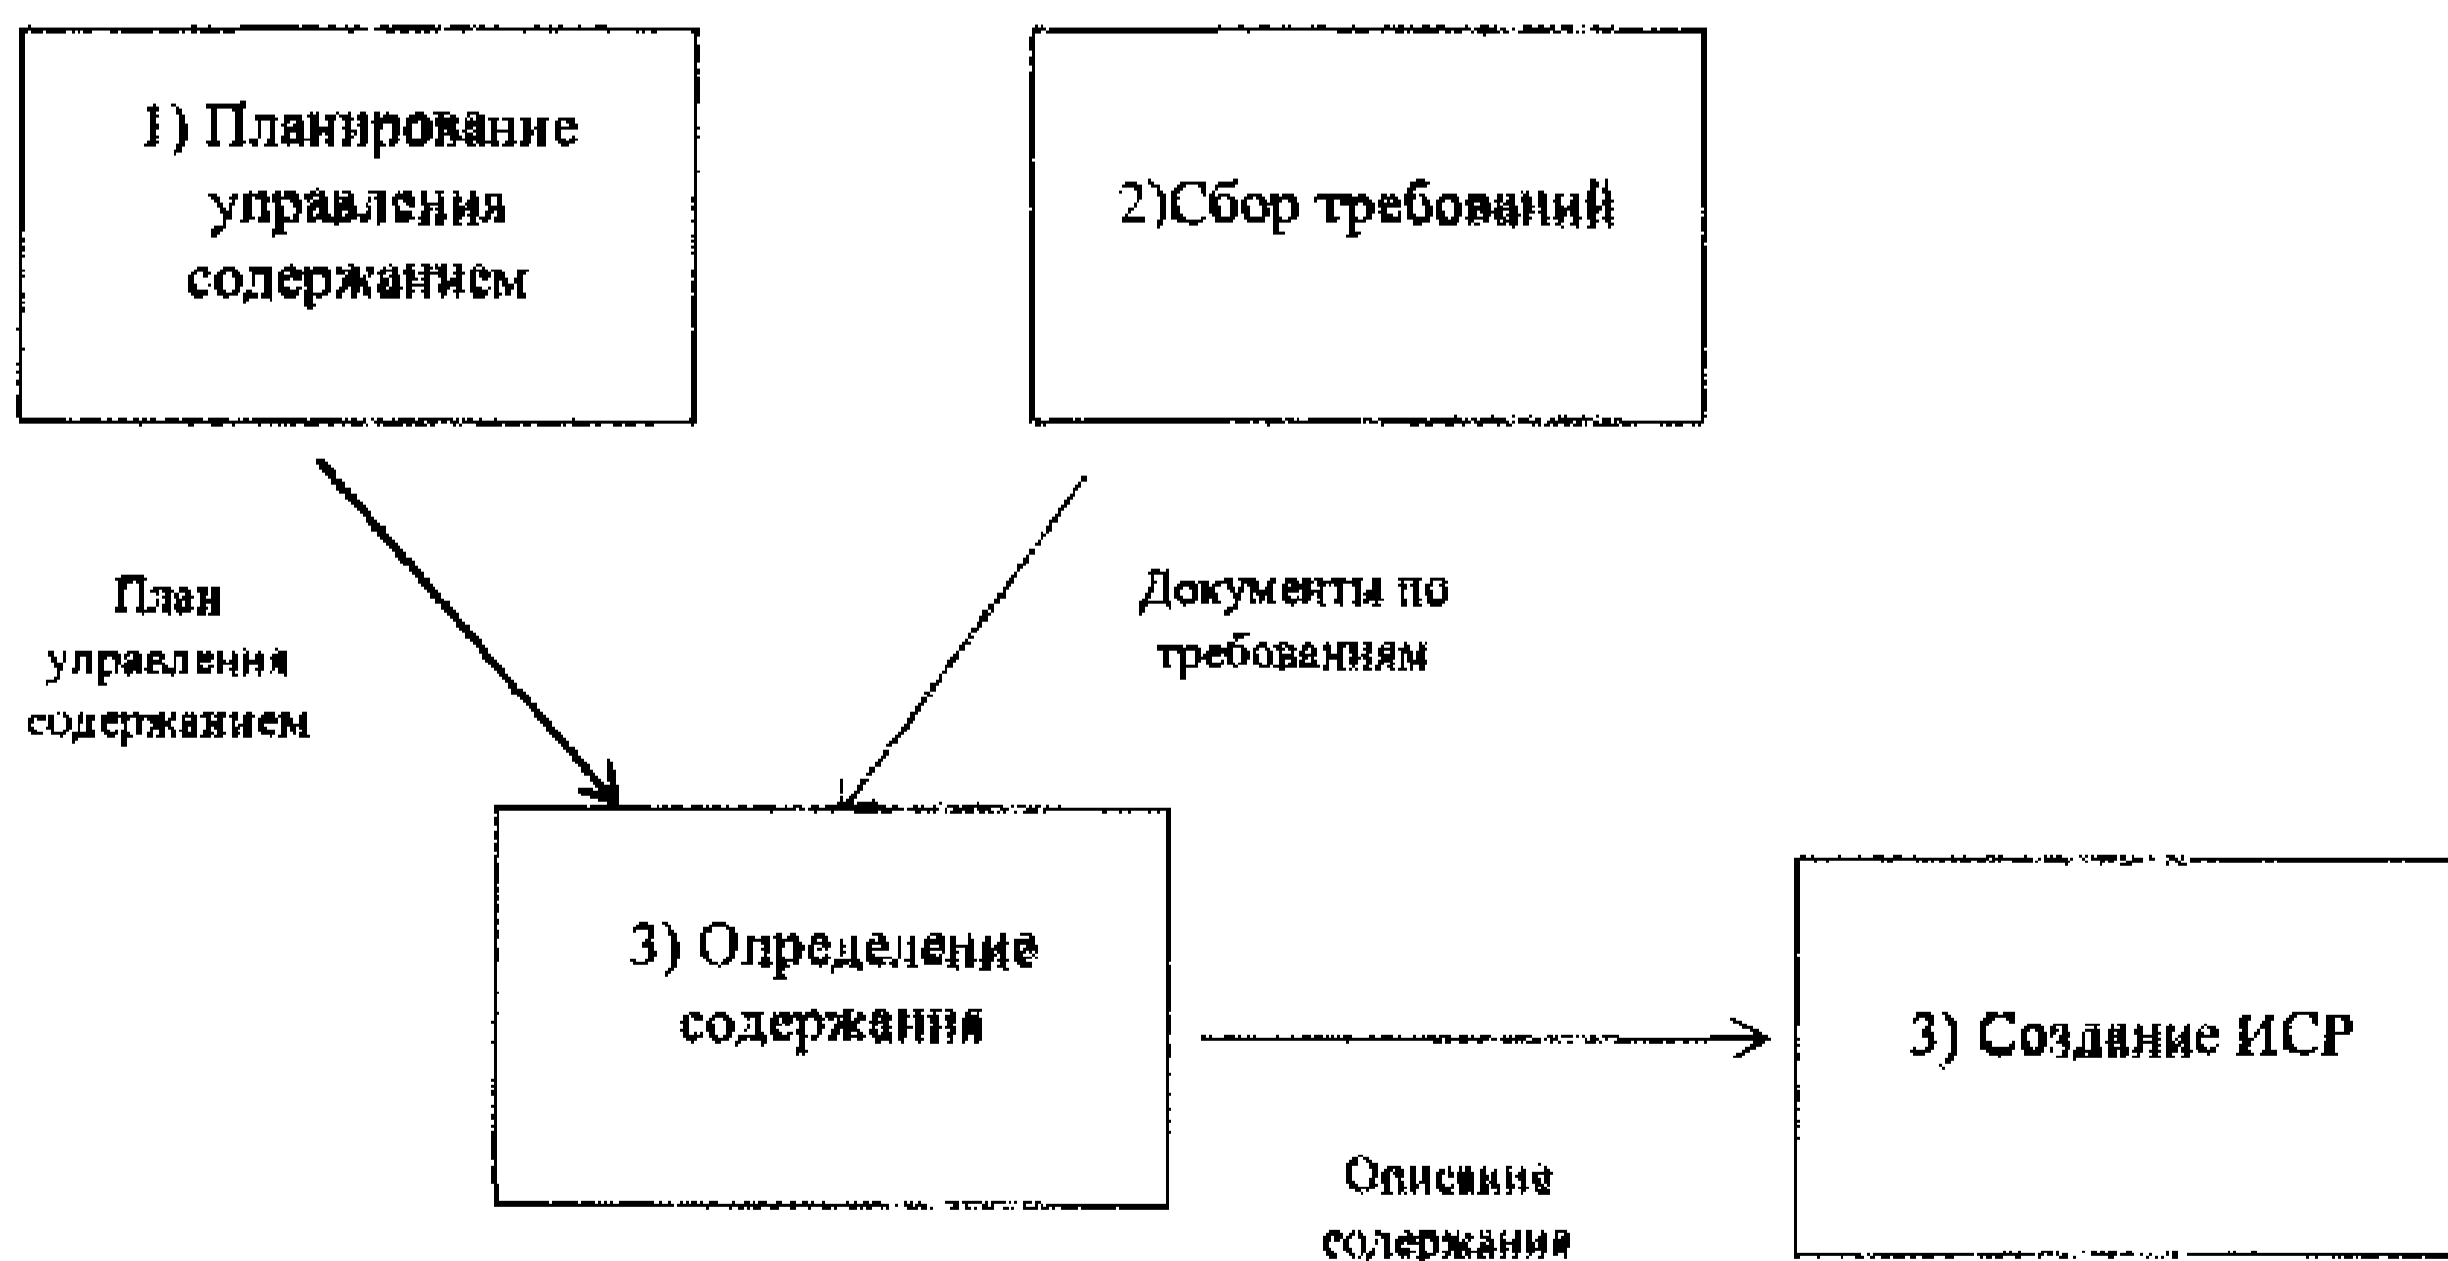 1) Планирование
управления
содержанием
2)Сбор требований
План
управления
содержанием
Документы по
требованиям
3) Определение
содержания
3) Создание ИСР
Описание
содержания